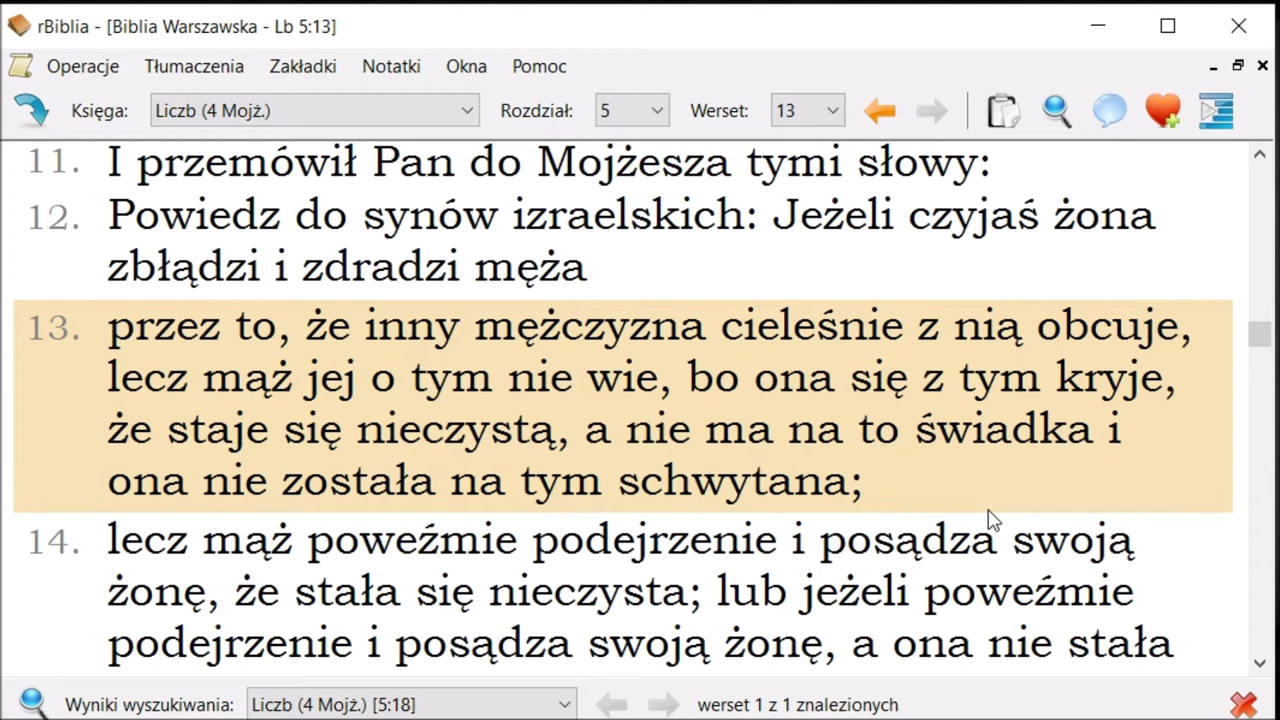 rBiblia - [Biblia Warszawska - Lb 5:13]
Operacje Tłumaczenia Zakładki Notatki Okna Pomoc
Księga: Liczb (4 Mojż.) Rozdział: 5 Werset: 13
11. I przemówił Pan do Mojżesza tymi słowy:
12. Powiedz do synów izraelskich: Jeżeli czyjaś żona
zbłądzi i zdradzi męża
13. przez to, że inny mężczyzna cieleśnie z nią obcuje,
lecz mąż jej o tym nie wie, bo ona się z tym kryje,
że staje się nieczystą, a nie ma na to świadka i
ona nie została na tym schwytana;
14. lecz mąż poweźmie podejrzenie i posądza swoją
żonę, że stała się nieczysta; lub jeżeli poweźmie
podejrzenie i posądza swoją żonę, a ona nie stała
Wyniki wyszukiwania: Liczb (4 Mojż.) [5:18] werset 1 z 1 znalezionych